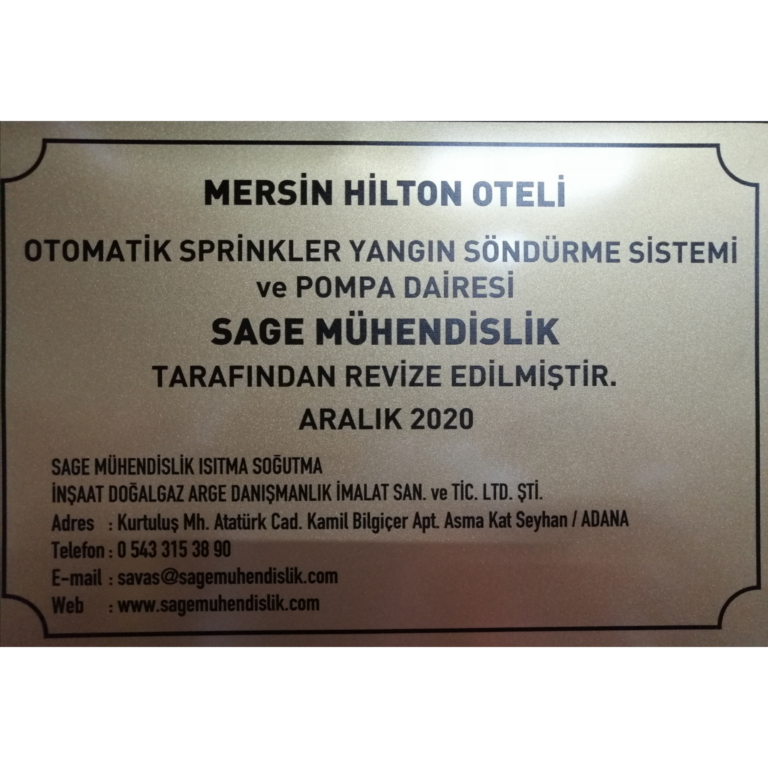 MERSİN HİLTON OTELİ
OTOMATİK SPRINKLER YANGIN SÖNDÜRME SİSTEMİ
ve POMPA DAİRESİ
SAGE MÜHENDİSLİK
TARAFINDAN REVİZE EDİLMİŞTİR.
ARALIK 2020
SAGE MÜHENDİSLİK ISITMA SOĞUTMA
İNŞAAT DOĞALGAZ ARGE DANIŞMANLIK İMALAT SAN. ve TİC. LTD. ŞTİ.
Adres : Kurtuluş Mh. Atatürk Cad. Kamil Bilgiçer Apt. Asma Kat Seyhan / ADANA
Telefon : 0 543 315 38 90
E-mail : savas@sagemuhendislik.com
Web : www.sagemuhendislik.com